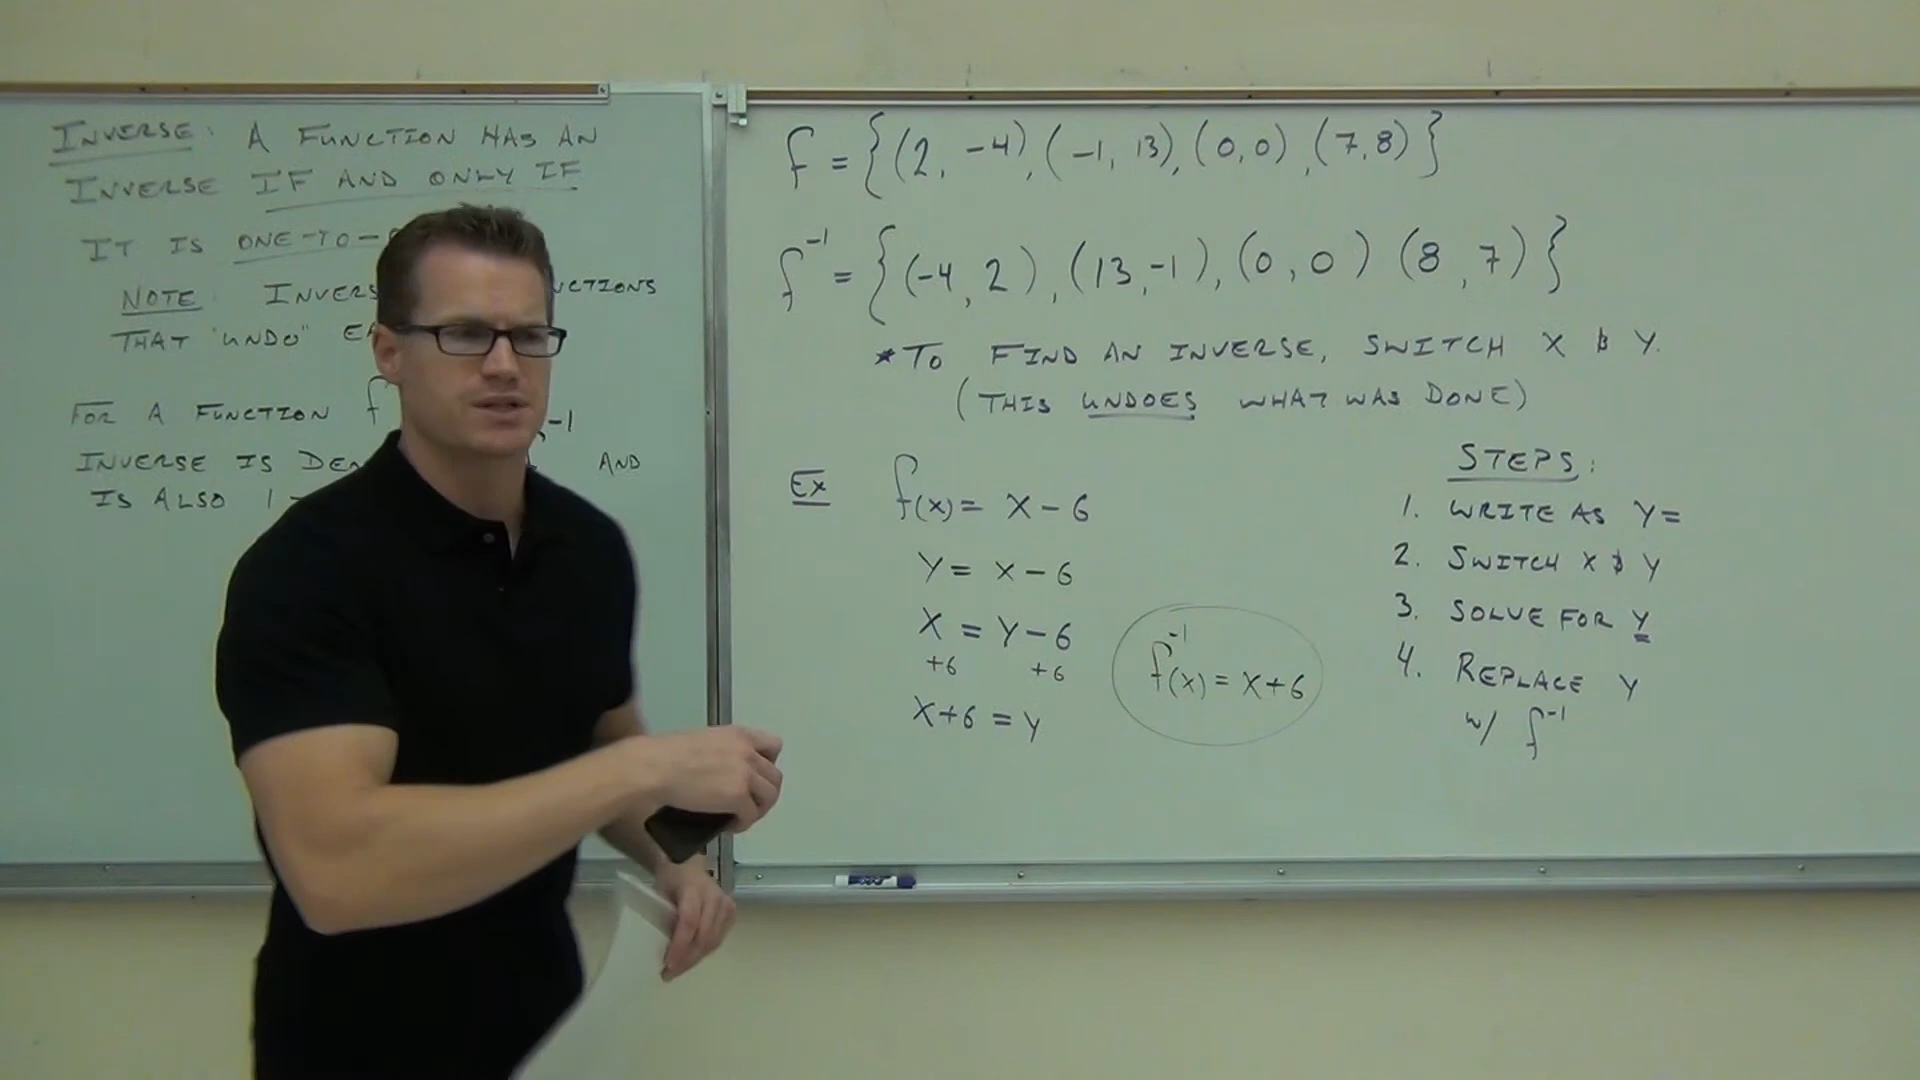 INVERSE: A FUNCTION HAS AN
INVERSE IF AND ONLY IF
IT IS ONE-TO-
NOTE: INVERS
THAT "UNDO"
FOR A FUNCTION f
-1
INVERSE IS AND
IS ALSO 1-
f = {(2, -4), (-1, 13), (0,0), (7,8)}
f⁻¹ = {(-4, 2), (13, -1), (0, 0) (8, 7)}
*TO FIND AN INVERSE, SWITCH X & Y.
(THIS UNDOES WHAT WAS DONE)
Ex f(x) = X - 6
Y = X - 6
X = Y - 6
+6 +6
X+6 = Y
f⁻¹(x) = X+6
STEPS:
1. WRITE AS Y=
2. SWITCH X & Y
3. SOLVE FOR Y
4. REPLACE Y
w/ f⁻¹